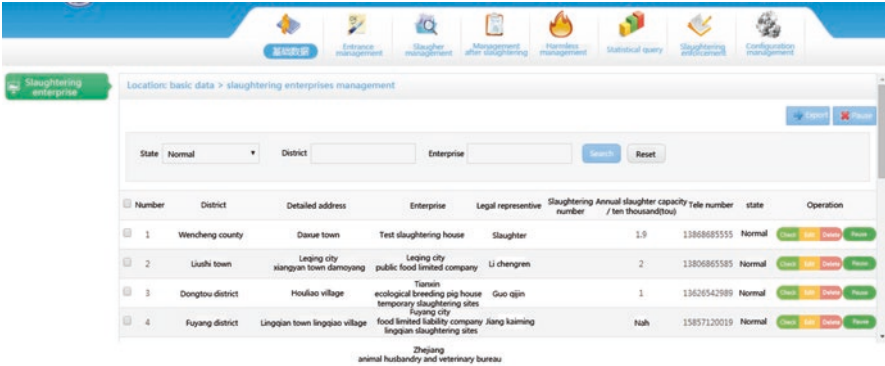 基础数据
Entrance
management
Slaugher
management
Management
after slaughtering
Harmless
management
Statistical query
Slaughtering
enforcement
Configuration
management
Slaughtering
enterprise
Location: basic data > slaughtering enterprises management
Export Pause
State Normal District Enterprise Search Reset
Number District Detailed address Enterprise Legal representive Slaughtering number Annual slaughter capacity / ten thousand(tou) Tele number state Operation
1 Wencheng county Daxue town Test slaughtering house Slaughter 1.9 13868685555 Normal Check Edit Delete Pause
2 Liushi town Leqing city xiangyan town damoyang Leqing city public food limited company Li chengren 2 13806865585 Normal Check Edit Delete Pause
3 Dongtou district Houliao village Tianxin ecological breeding pig house temporary slaughtering sites Guo qijin 1 13626542989 Normal Check Edit Delete Pause
4 Fuyang district Lingqian town lingqiao village Fuyang city food limited liability company lingqian slaughtering sites Jiang kaiming Nah 15857120019 Normal Check Edit Delete Pause
Zhejiang
animal husbandry and veterinary bureau